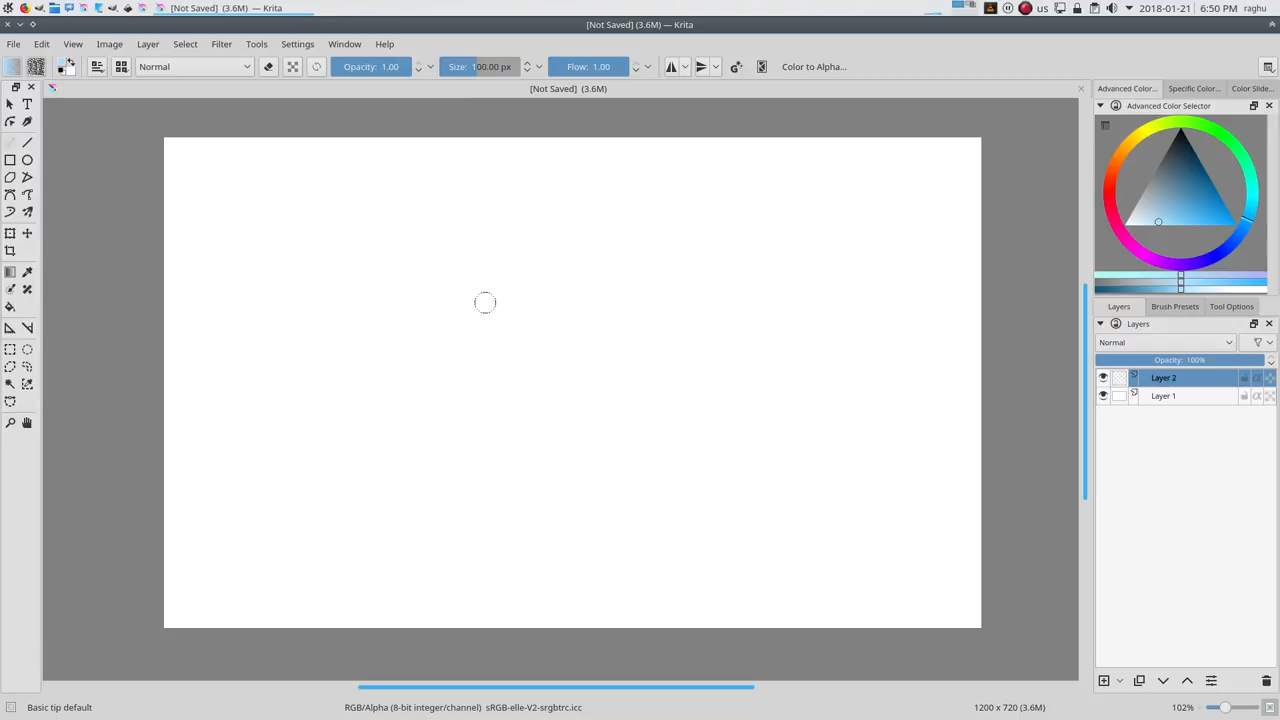 [Not Saved] (3.6M) — Krita
us
2018-01-21
6:50 PM
raghu
[Not Saved] (3.6M) — Krita
File Edit View Image Layer Select Filter Tools Settings Window Help
Normal
Opacity: 1.00
Size: 100.00 px
Flow: 1.00
Color to Alpha...
[Not Saved] (3.6M)
Advanced Color... Specific Color... Color Slide...
Advanced Color Selector
Layers Brush Presets Tool Options
Layers
Normal
Opacity: 100%
Layer 2
Layer 1
Basic tip default
RGB/Alpha (8-bit integer/channel) sRGB-elle-V2-srgbtrc.icc
1200 x 720 (3.6M)
102%